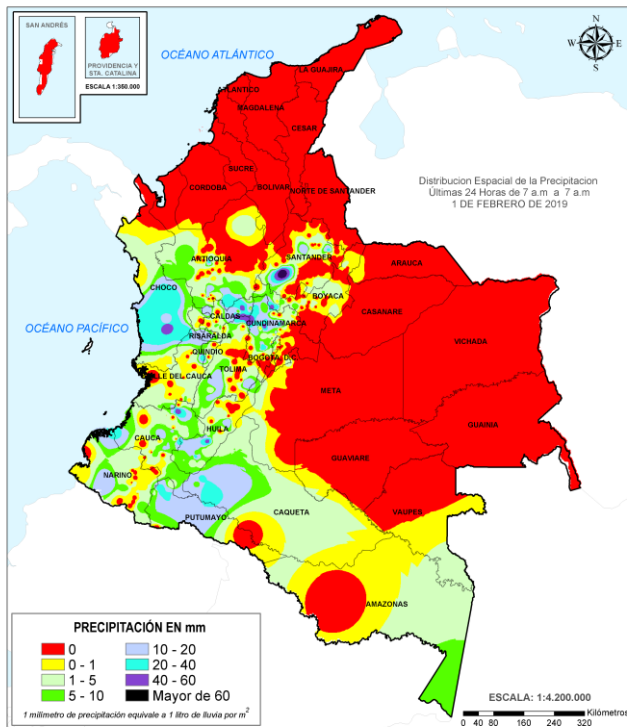 SAN ANDRÉS
PROVIDENCIA Y
STA. CATALINA
ESCALA 1:350.000
OCÉANO ATLÁNTICO
N
W E
S
LA GUAJIRA
ATLANTICO
MAGDALENA
CESAR
SUCRE
CORDOBA
BOLIVAR
NORTE DE SANTANDER
Distribucion Espacial de la Precipitacion
Últimas 24 Horas de 7 a.m a 7 a.m
1 DE FEBRERO DE 2019
ANTIOQUIA
SANTANDER
ARAUCA
CHOCO
BOYACA
OCÉANO PACÍFICO
CALDAS
CUNDINAMARCA
CASANARE
RISARALDA
VICHADA
QUINDIO
BOGOTA, D.C.
VALLE DEL CAUCA
TOLIMA
META
GUAINIA
CAUCA
HUILA
GUAVIARE
NARINO
CAQUETA
VAUPES
PUTUMAYO
AMAZONAS
PRECIPITACIÓN EN mm
0
10 - 20
0 - 1
20 - 40
1 - 5
40 - 60
5 - 10
Mayor de 60
1 milimetro de precipitación equivale a 1 litro de lluvia por m²
ESCALA: 1:4.200.000
Kilómetros
0 40 80 160 240 320